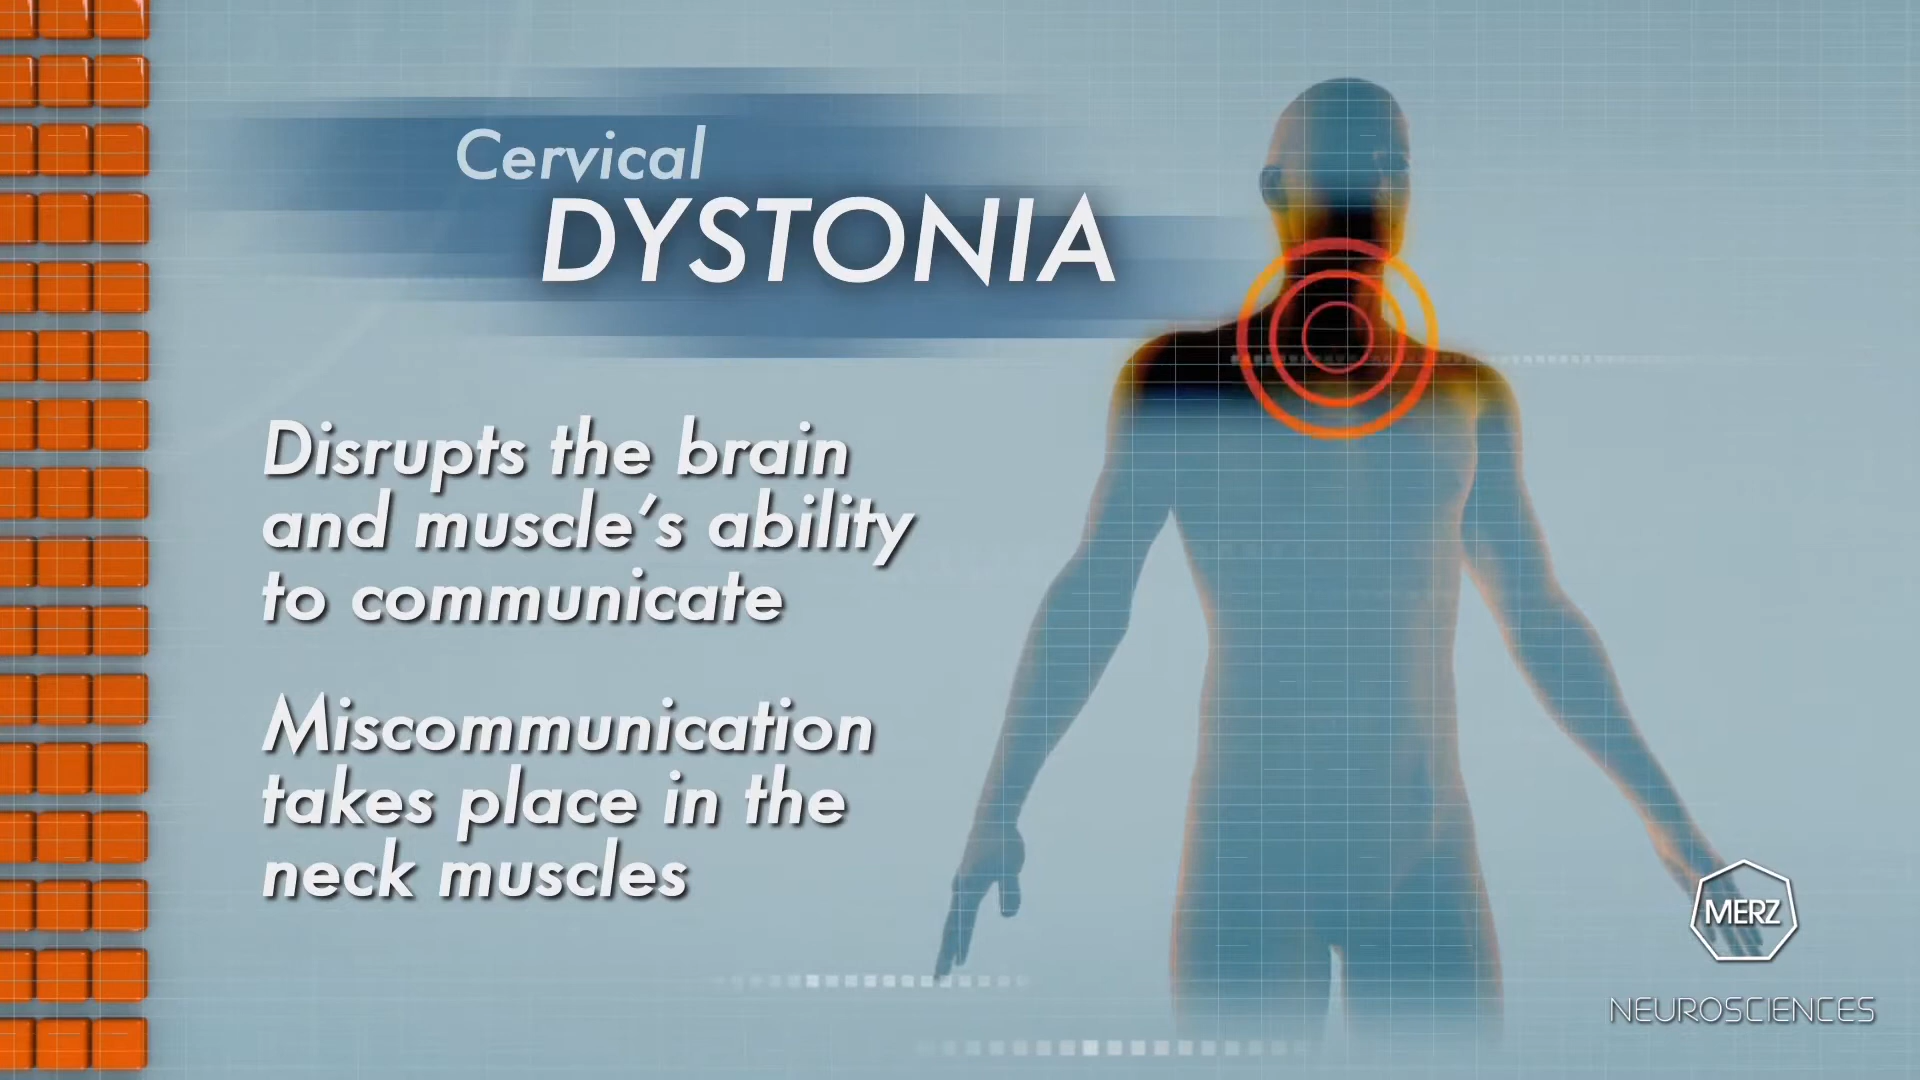 Cervical
DYSTONIA
Disrupts the brain
and muscle's ability
to communicate
Miscommunication
takes place in the
neck muscles
MERZ
NEUROSCIENCES